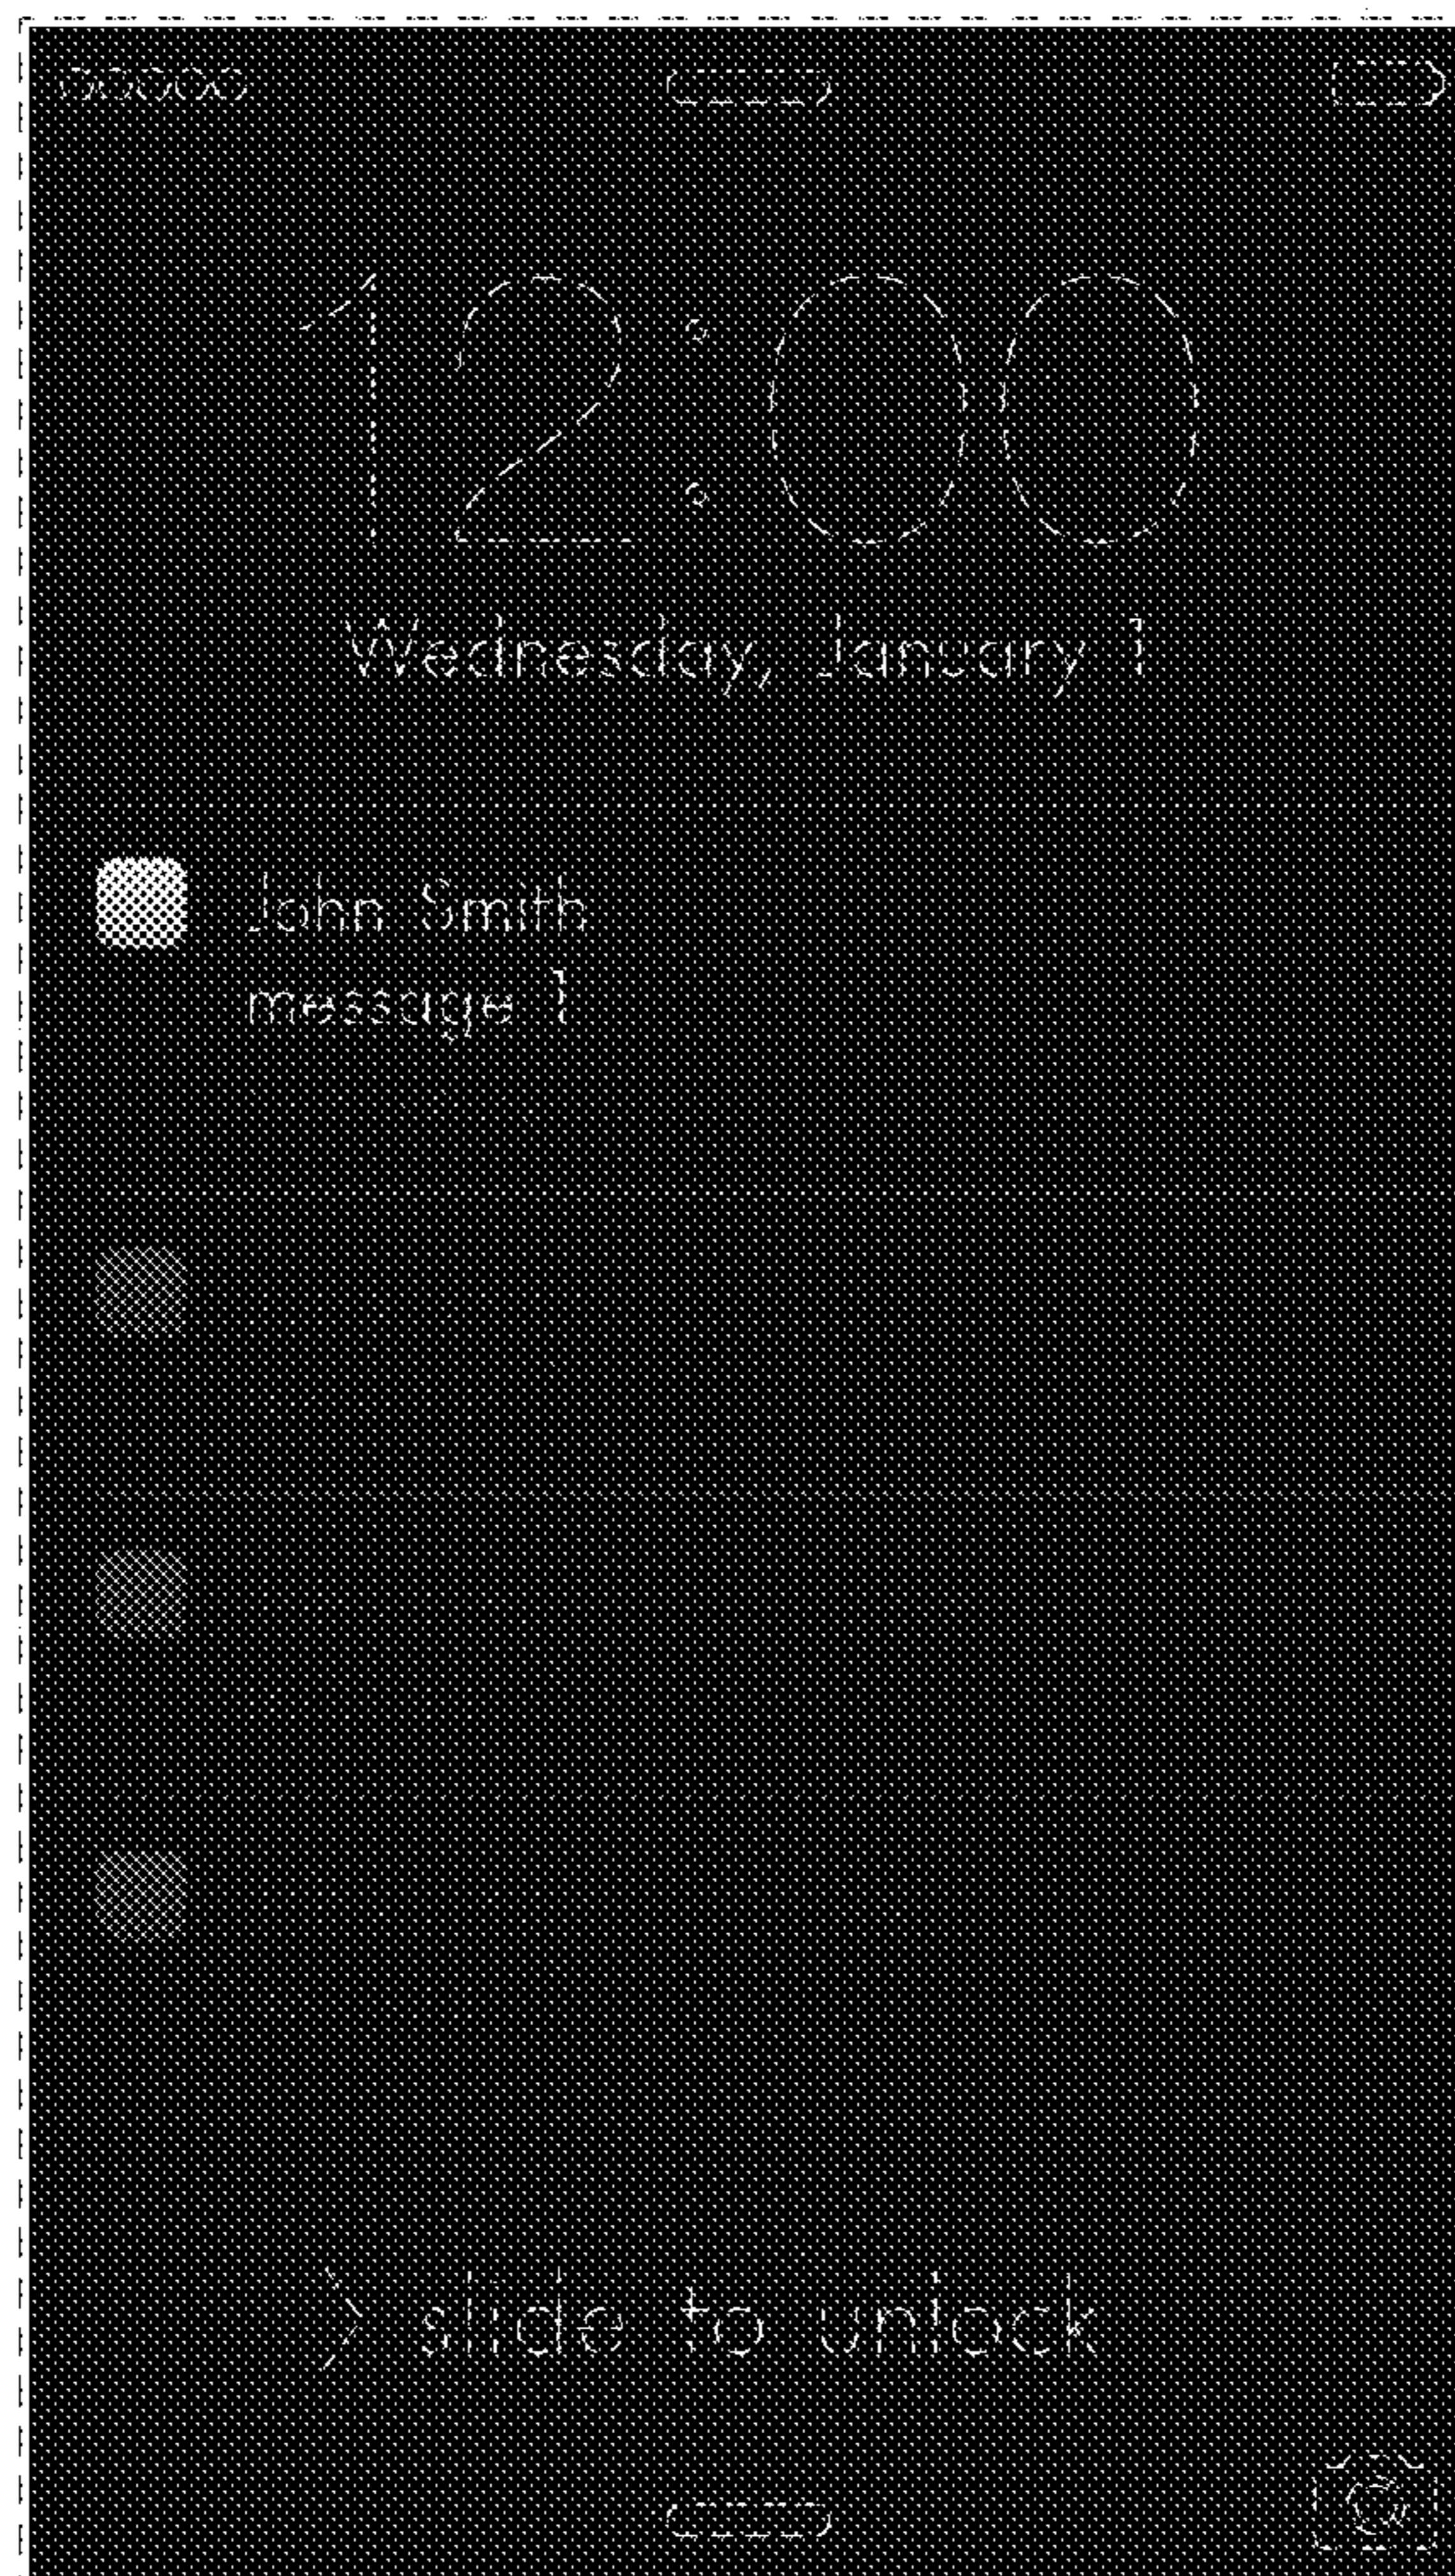 12:00
Wednesday, January 1
John Smith
message 1
slide to unlock